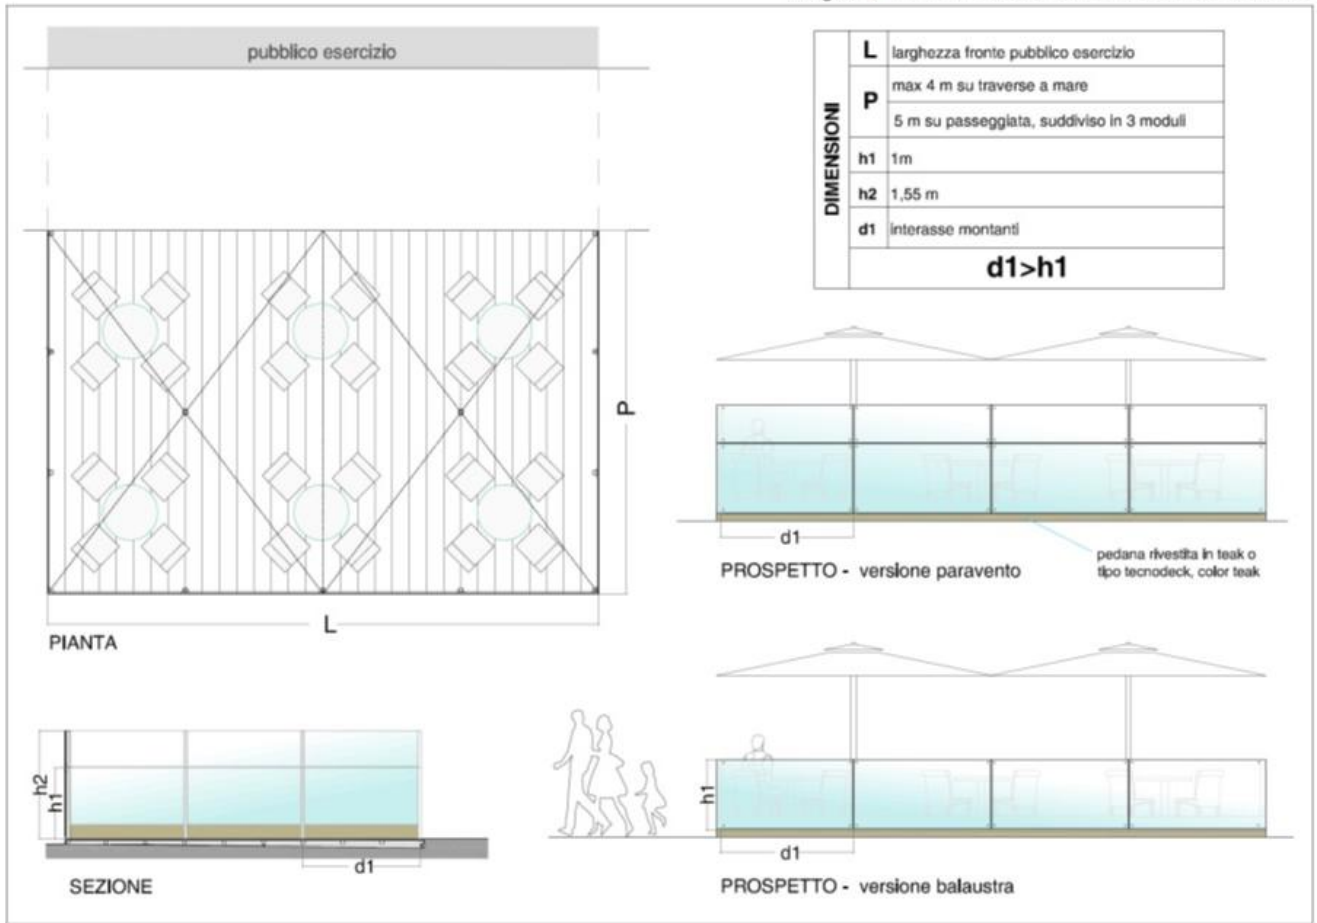 pubblico esercizio
DIMENSIONI
L larghezza fronte pubblico esercizio
P max 4 m su traverse a mare
5 m su passeggiata, suddiviso in 3 moduli
h1 1m
h2 1,55 m
d1 interasse montanti
d1>h1
P
L
PIANTA
d1
PROSPETTO - versione paravento
pedana rivestita in teak o
tipo tecnodeck, color teak
h2
h1
d1
SEZIONE
h1
d1
PROSPETTO - versione balaustra